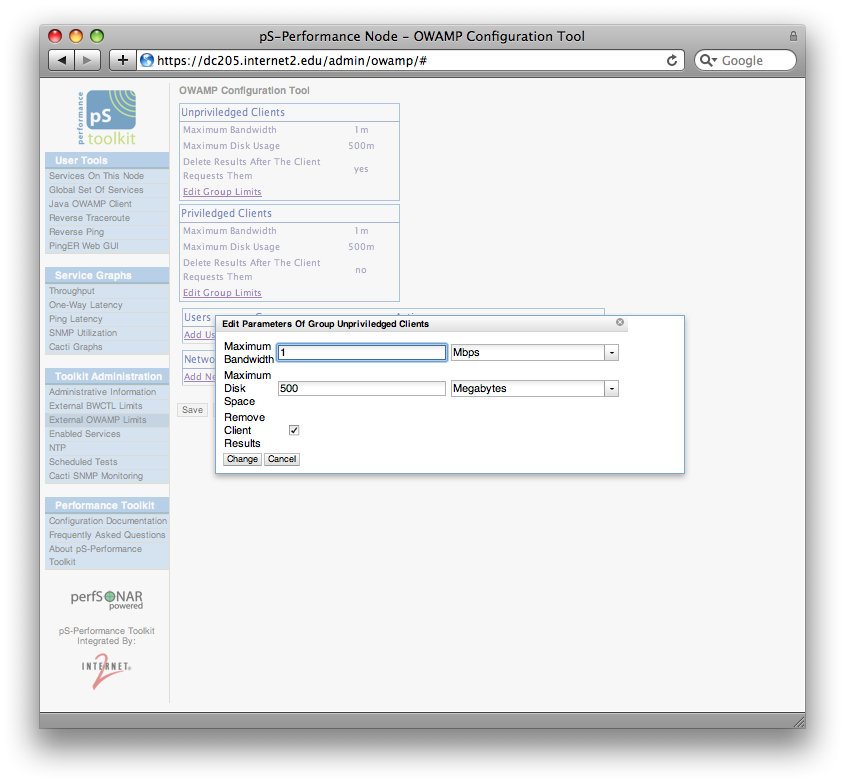 pS-Performance Node - OWAMP Configuration Tool
https://dc205.internet2.edu/admin/owamp/#
Google
performance
pS
toolkit
User Tools
Services On This Node
Global Set Of Services
Java OWAMP Client
Reverse Traceroute
Reverse Ping
PingER Web GUI
Service Graphs
Throughput
One-Way Latency
Ping Latency
SNMP Utilization
Cacti Graphs
Toolkit Administration
Administrative Information
External BWCTL Limits
External OWAMP Limits
Enabled Services
NTP
Scheduled Tests
Cacti SNMP Monitoring
Performance Toolkit
Configuration Documentation
Frequently Asked Questions
About pS-Performance
Toolkit
perfSONAR
powered
pS-Performance Toolkit
Integrated By:
INTERNET
2
OWAMP Configuration Tool
Unpriviledged Clients
Maximum Bandwidth 1m
Maximum Disk Usage 500m
Delete Results After The Client
Requests Them yes
Edit Group Limits
Priviledged Clients
Maximum Bandwidth 1m
Maximum Disk Usage 500m
Delete Results After The Client
Requests Them no
Edit Group Limits
Users
Add Us
Netwo
Add Ne
Save
Edit Parameters Of Group Unpriviledged Clients
Maximum
Bandwidth 1 Mbps
Maximum
Disk 500 Megabytes
Space
Remove
Client
Results
Change Cancel